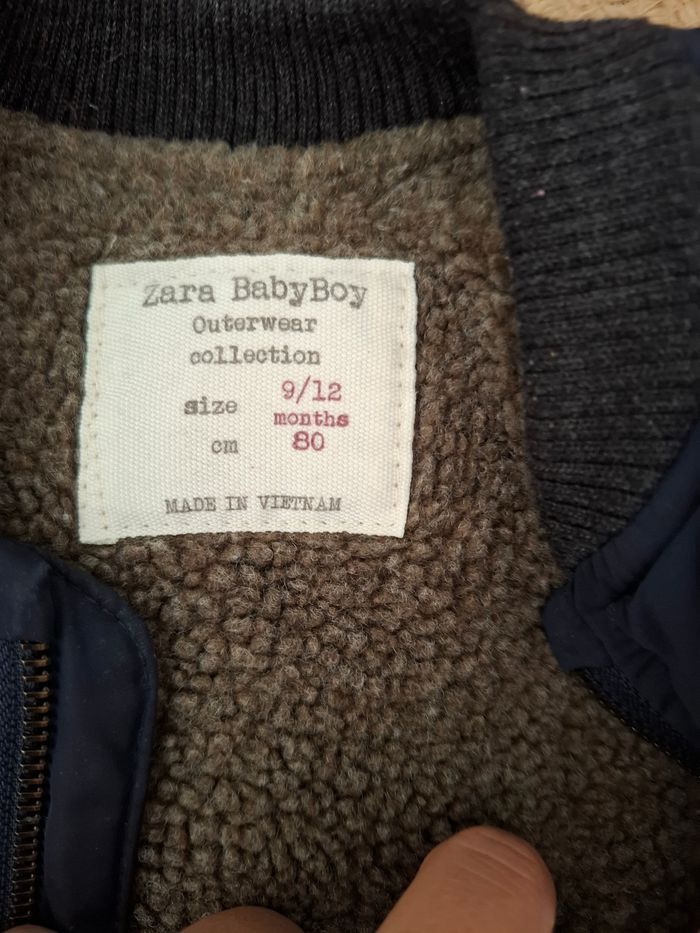 Zara BabyBoy
Outerwear
collection
size 9/12
months
cm 80
MADE IN VIETNAM